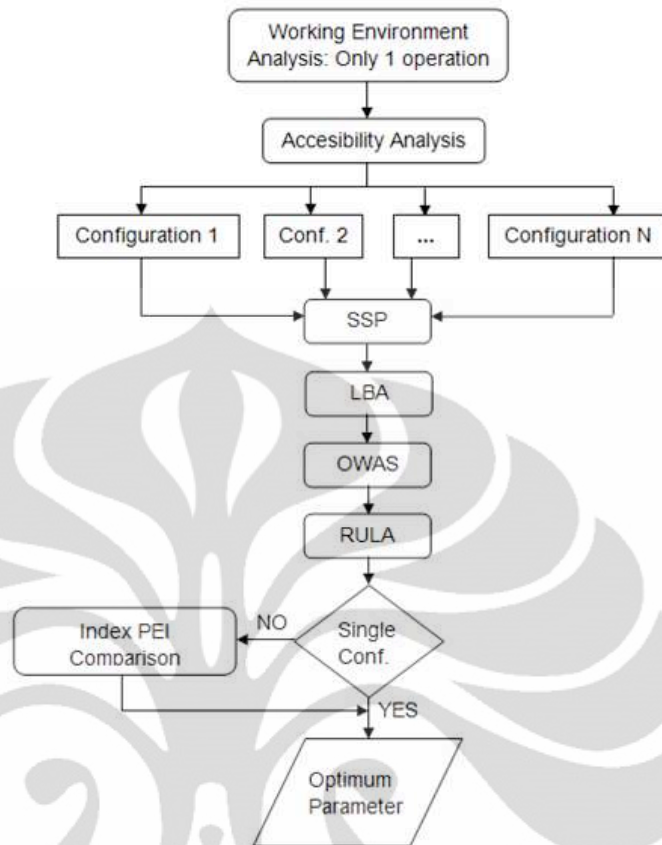 Working Environment
Analysis: Only 1 operation
Accesibility Analysis
Configuration 1
Conf. 2
...
Configuration N
SSP
LBA
OWAS
RULA
Single
Conf.
NO
Index PEI
Comparison
YES
Optimum
Parameter